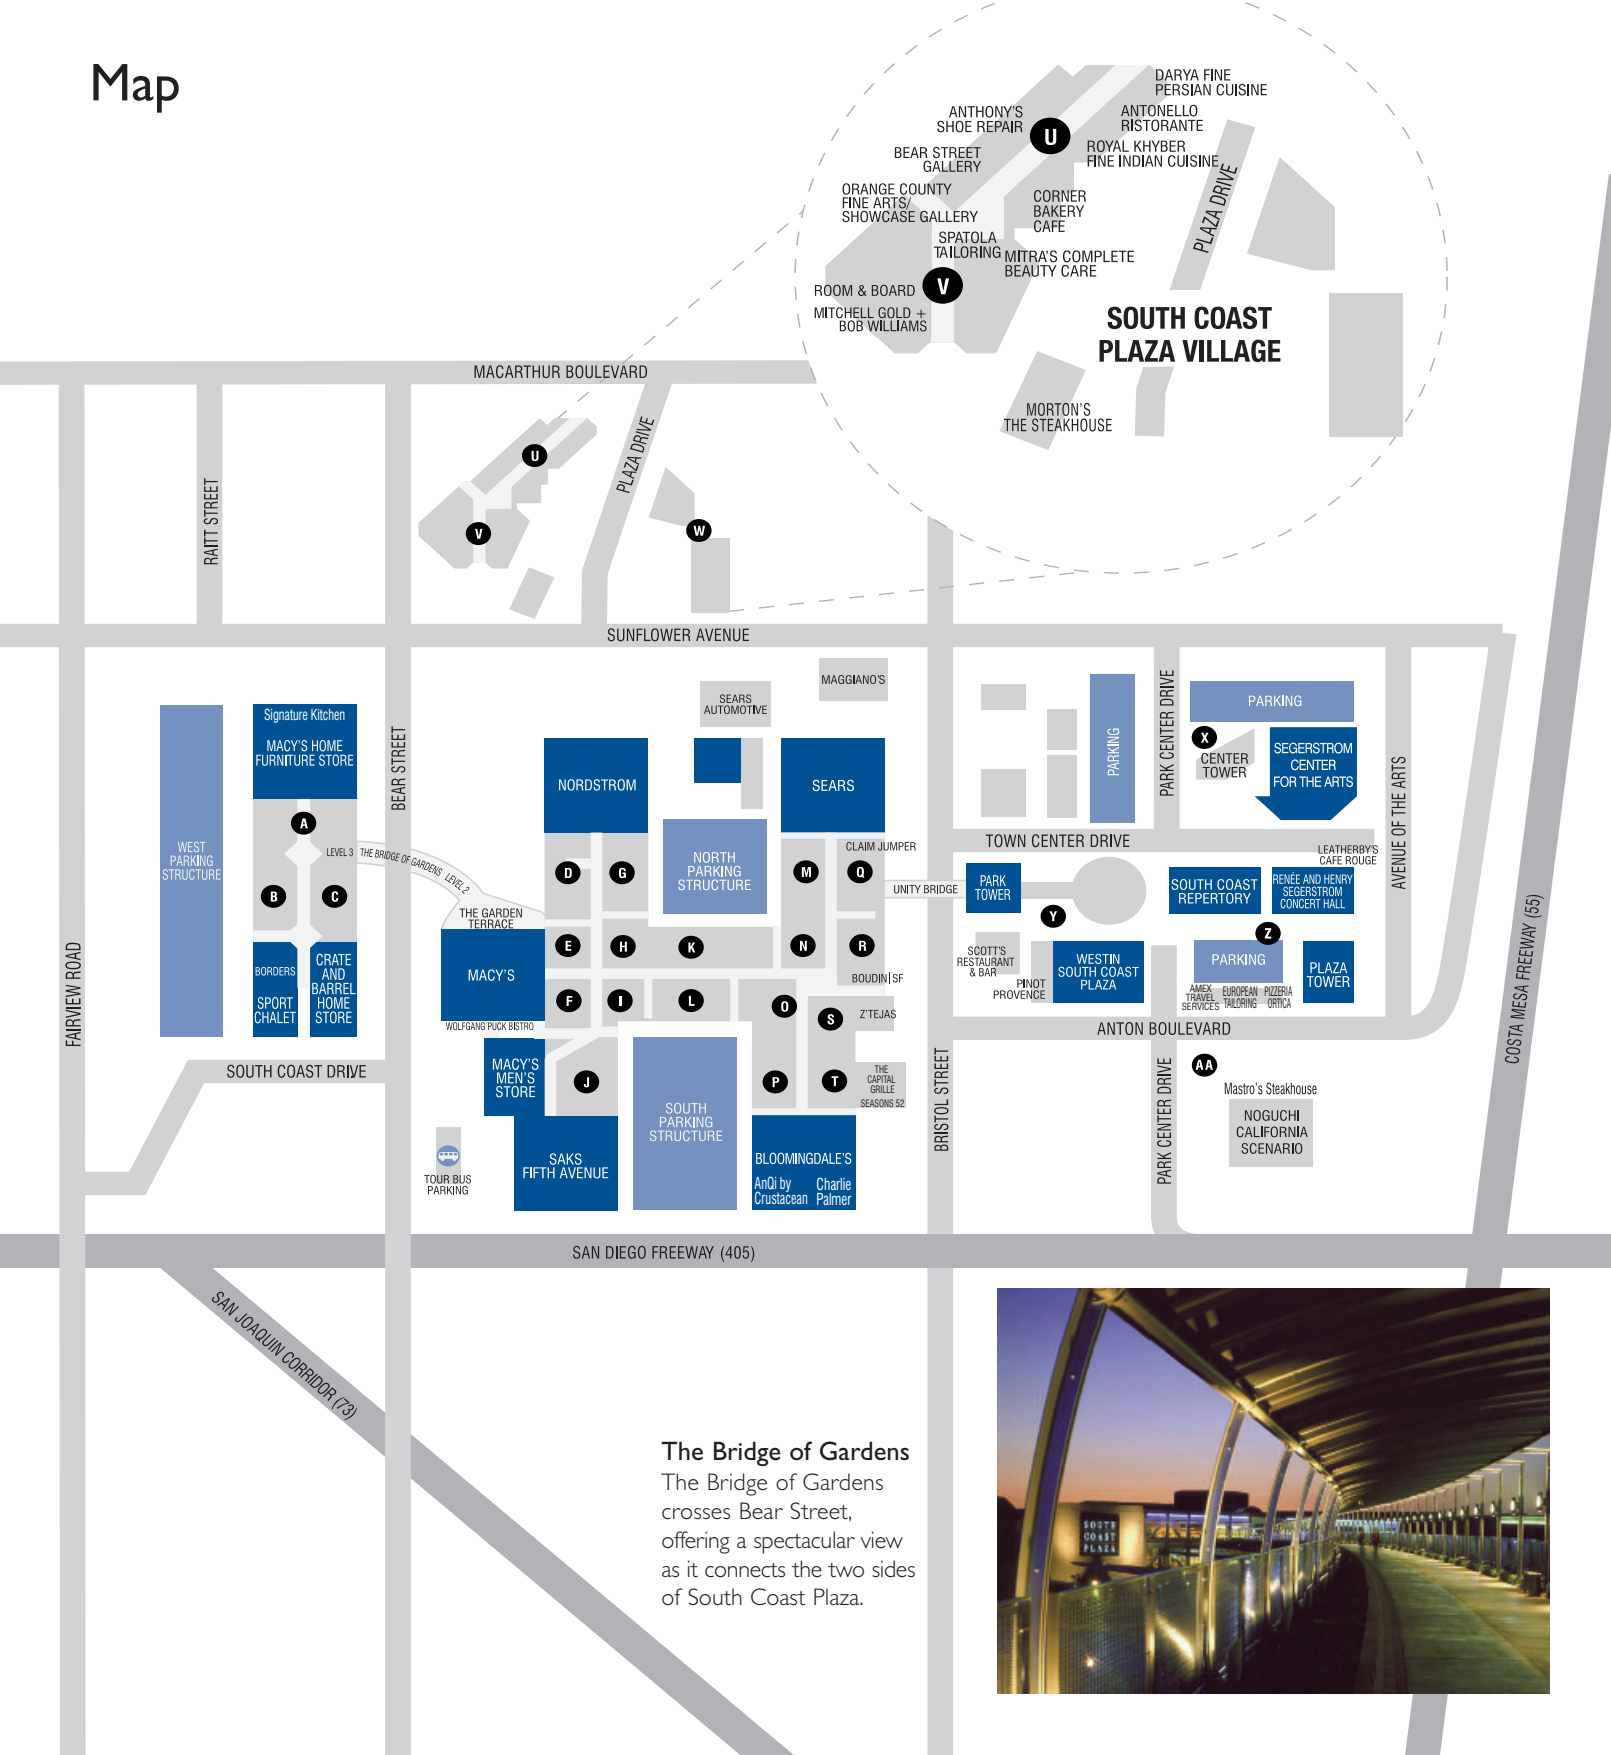 Map
DARYA FINE
PERSIAN CUISINE
ANTHONY'S
SHOE REPAIR
ANTONELLO
RISTORANTE
U
BEAR STREET
GALLERY
ROYAL KHYBER
FINE INDIAN CUISINE
ORANGE COUNTY
FINE ARTS/
SHOWCASE GALLERY
CORNER
BAKERY
CAFE
PLAZA DRIVE
SPATOLA
TAILORING
MITRA'S COMPLETE
BEAUTY CARE
V
ROOM & BOARD
MITCHELL GOLD +
BOB WILLIAMS
SOUTH COAST
PLAZA VILLAGE
MORTON'S
THE STEAKHOUSE
MACARTHUR BOULEVARD
RAITT STREET
U
V
PLAZA DRIVE
W
SUNFLOWER AVENUE
MAGGIANO'S
SEARS
AUTOMOTIVE
Signature Kitchen
MACY'S HOME
FURNITURE STORE
BEAR STREET
NORDSTROM
SEARS
PARKING
PARK CENTER DRIVE
PARKING
X
CENTER
TOWER
SEGERSTROM
CENTER
FOR THE ARTS
AVENUE OF THE ARTS
WEST
PARKING
STRUCTURE
A
LEVEL 3
THE BRIDGE OF GARDENS
LEVEL 2
B
C
D
G
NORTH
PARKING
STRUCTURE
M
Q
CLAIM JUMPER
TOWN CENTER DRIVE
LEATHERBY'S
CAFE ROUGE
UNITY BRIDGE
PARK
TOWER
Y
SOUTH COAST
REPERTORY
RENÉE AND HENRY
SEGERSTROM
CONCERT HALL
Z
THE GARDEN
TERRACE
MACY'S
E
H
K
N
R
BOUDIN|SF
SCOTT'S
RESTAURANT
& BAR
PINOT
PROVENCE
WESTIN
SOUTH COAST
PLAZA
PARKING
AMEX
TRAVEL
SERVICES
EUROPEAN
TAILORING
PIZZERIA
ORTICA
PLAZA
TOWER
COSTA MESA FREEWAY (55)
FAIRVIEW ROAD
BORDERS
SPORT
CHALET
CRATE
AND
BARREL
HOME
STORE
F
I
L
O
S
Z'TEJAS
WOLFGANG PUCK BISTRO
ANTON BOULEVARD
SOUTH COAST DRIVE
MACY'S
MEN'S
STORE
J
P
T
THE
CAPITAL
GRILLE
SEASONS 52
BRISTOL STREET
PARK CENTER DRIVE
AA
Mastro's Steakhouse
NOGUCHI
CALIFORNIA
SCENARIO
SOUTH
PARKING
STRUCTURE
TOUR BUS
PARKING
SAKS
FIFTH AVENUE
BLOOMINGDALE'S
AnQi by
Crustacean
Charlie
Palmer
SAN DIEGO FREEWAY (405)
SAN JOAQUIN CORRIDOR (73)
The Bridge of Gardens
The Bridge of Gardens
crosses Bear Street,
offering a spectacular view
as it connects the two sides
of South Coast Plaza.
SOUTH
COAST
PLAZA